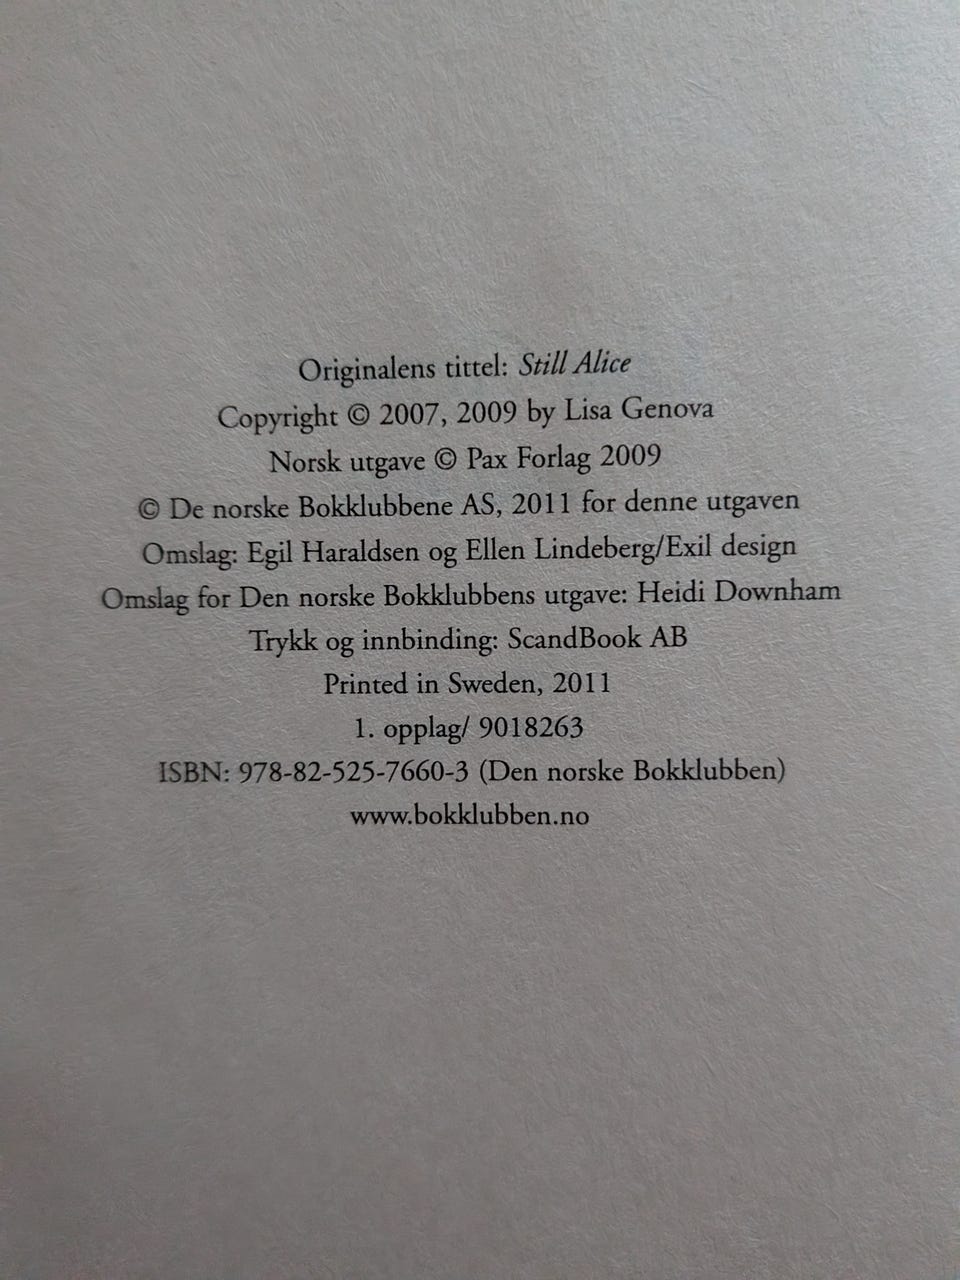 Originalens tittel: Still Alice
Copyright © 2007, 2009 by Lisa Genova
Norsk utgave © Pax Forlag 2009
© De norske Bokklubbene AS, 2011 for denne utgaven
Omslag: Egil Haraldsen og Ellen Lindeberg/Exil design
Omslag for Den norske Bokklubbens utgave: Heidi Downham
Trykk og innbinding: ScandBook AB
Printed in Sweden, 2011
1. opplag/ 9018263
ISBN: 978-82-525-7660-3 (Den norske Bokklubben)
www.bokklubben.no